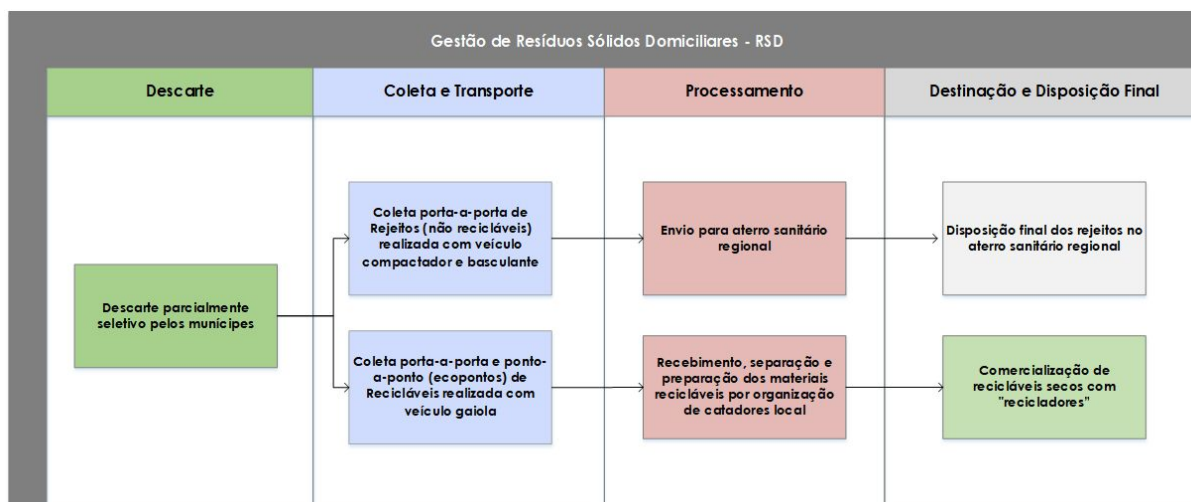 Gestão de Resíduos Sólidos Domiciliares - RSD
Descarte
Coleta e Transporte
Processamento
Destinação e Disposição Final
Descarte parcialmente
seletivo pelos munícipes
Coleta porta-a-porta de
Rejeitos (não recicláveis)
realizada com veículo
compactador e basculante
Envio para aterro sanitário
regional
Disposição final dos rejeitos no
aterro sanitário regional
Coleta porta-a-porta e ponto-
a-ponto (ecopontos) de
Recicláveis realizada com
veículo gaiola
Recebimento, separação e
preparação dos materiais
recicláveis por organização
de catadores local
Comercialização de
recicláveis secos com
"recicladores"